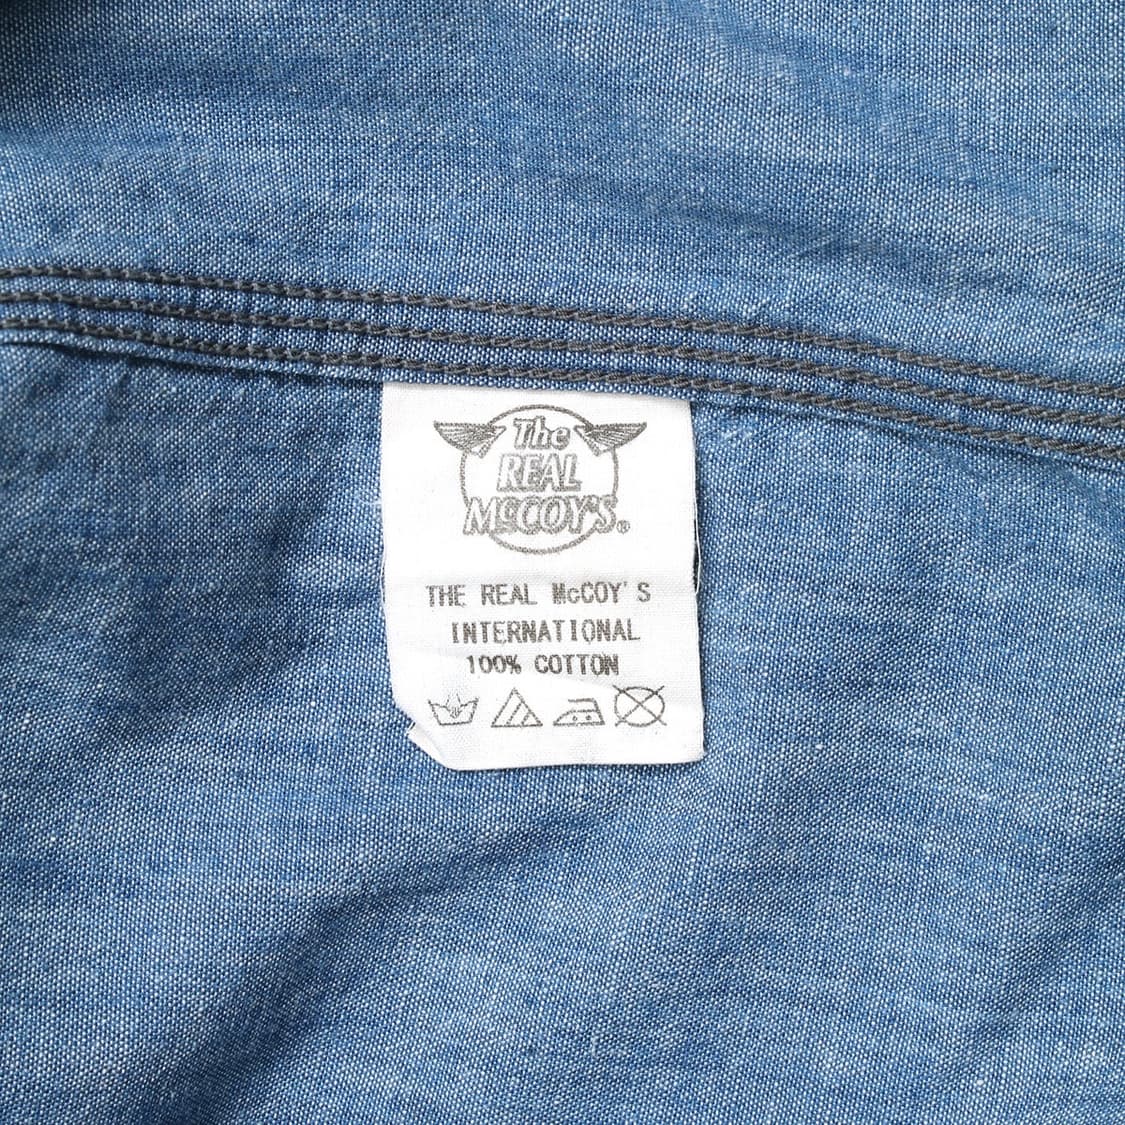 The
REAL
McCOY'S®
THE REAL McCOY'S
INTERNATIONAL
100% COTTON